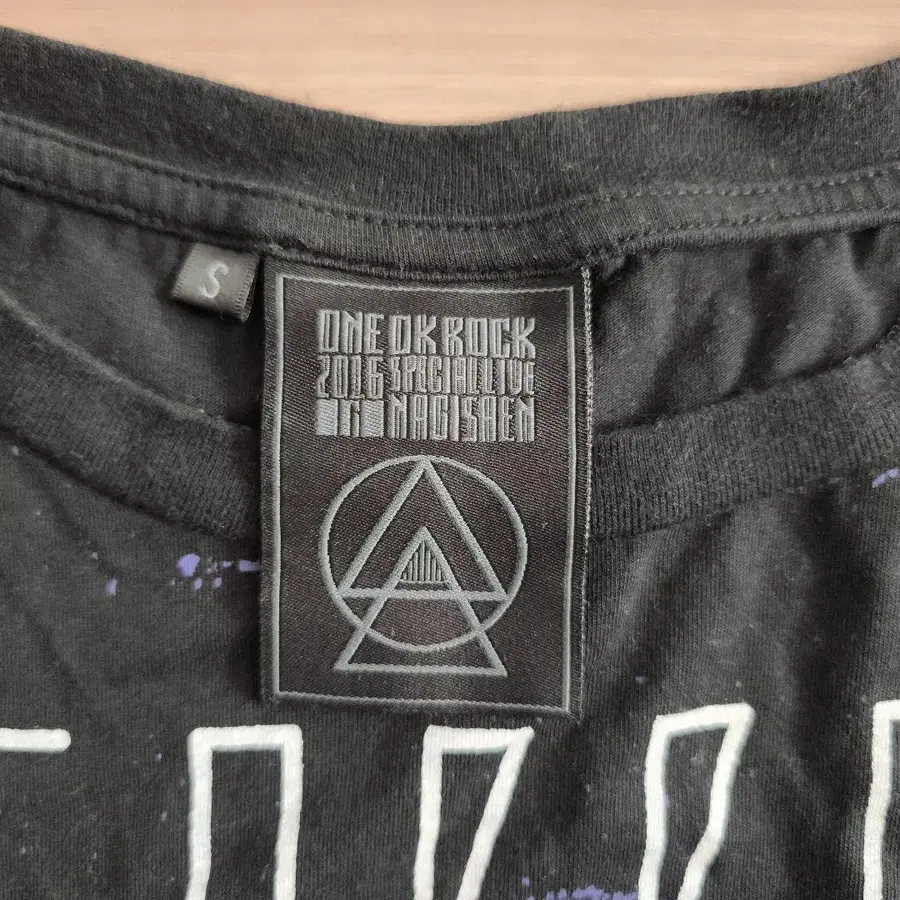 S
ONE OK ROCK
2016 SPECIAL LIVE
IN NAGISAEN